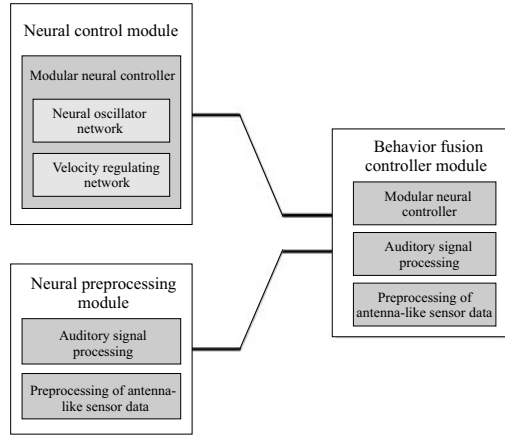 Neural control module
Modular neural controller
Neural oscillator
network
Velocity regulating
network
Neural preprocessing
module
Auditory signal
processing
Preprocessing of antenna-
like sensor data
Behavior fusion
controller module
Modular neural
controller
Auditory signal
processing
Preprocessing of
antenna-like sensor data